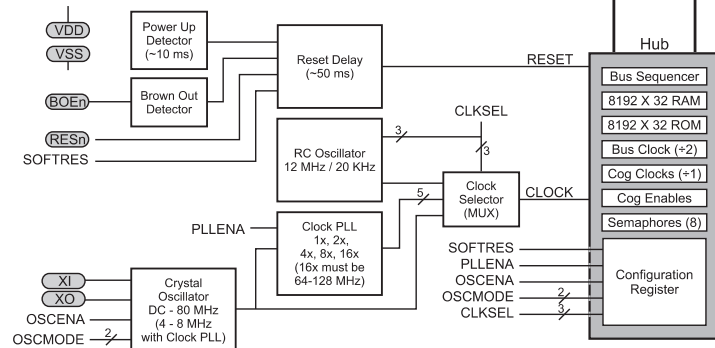 VDD
VSS
Power Up
Detector
(~10 ms)
BOEn
Brown Out
Detector
RESn
SOFTRES
Reset Delay
(~50 ms)
RESET
RC Oscillator
12 MHz / 20 KHz
3
CLKSEL
3
5
Clock
Selector
(MUX)
CLOCK
PLLENA
Clock PLL
1x, 2x,
4x, 8x, 16x
(16x must be
64-128 MHz)
XI
XO
OSCENA
OSCMODE
2
Crystal
Oscillator
DC - 80 MHz
(4 - 8 MHz
with Clock PLL)
Hub
Bus Sequencer
8192 X 32 RAM
8192 X 32 ROM
Bus Clock (÷2)
Cog Clocks (÷1)
Cog Enables
Semaphores (8)
SOFTRES
PLLENA
OSCENA
OSCMODE
2
CLKSEL
3
Configuration
Register